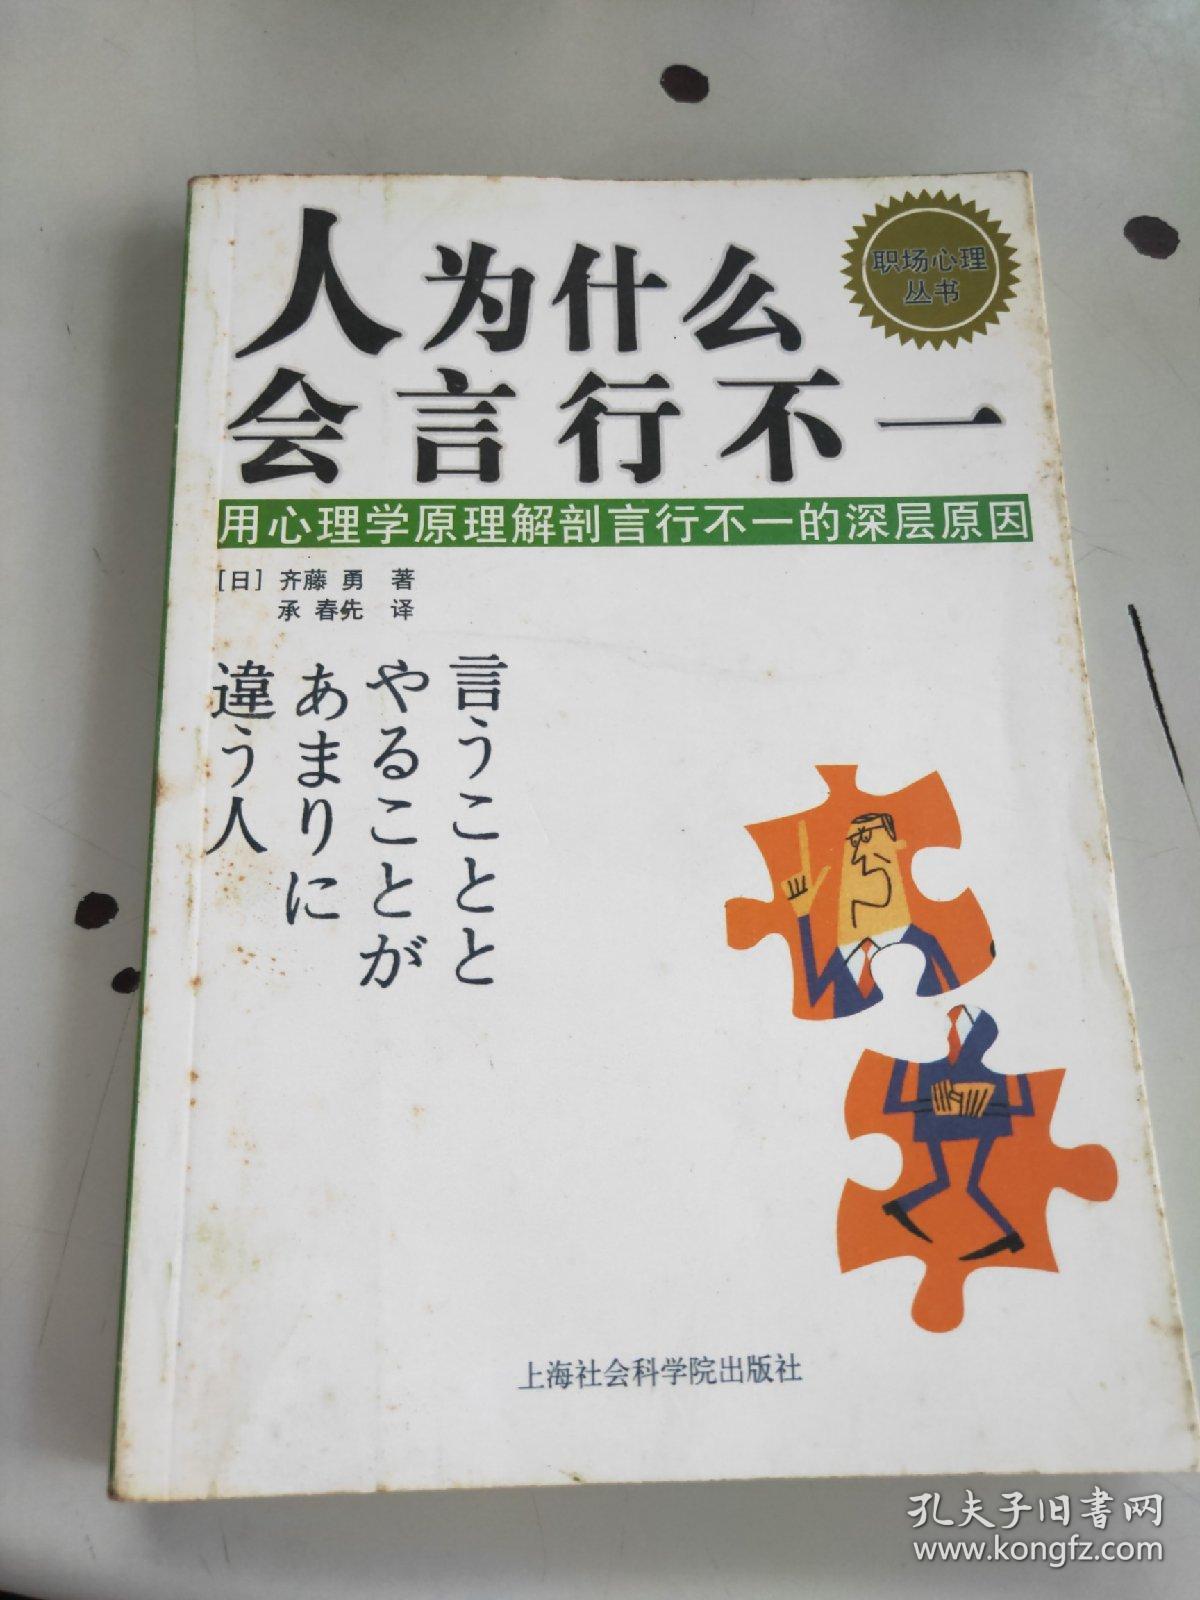 人为什么
会言行不一
职场心理
丛书
用心理学原理解剖言行不一的深层原因
[日] 齐藤 勇 著
承 春先 译
言うことと
やることが
あまりに
違う人
上海社会科学院出版社
孔夫子旧书网
www.kongfz.com